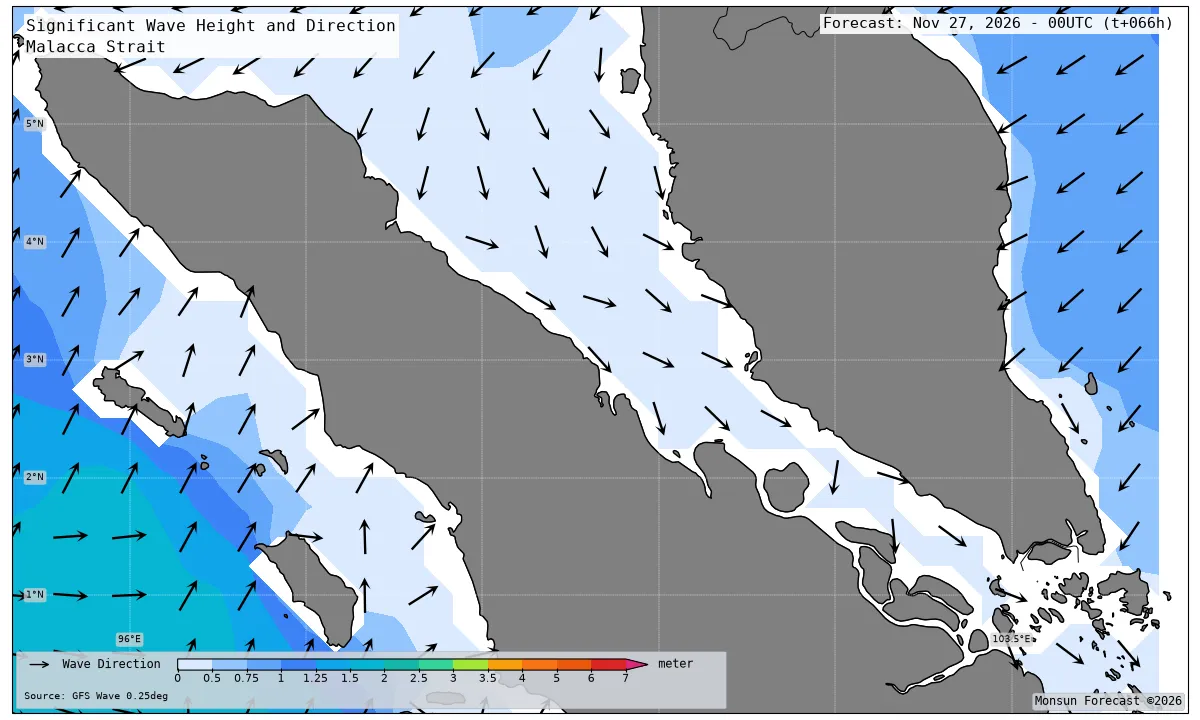 Significant Wave Height and Direction
Malacca Strait
Forecast: Nov 27, 2026 - 00UTC (t+066h)
5°N
4°N
3°N
2°N
1°N
96°E
103.5°E
Wave Direction
meter
0 0.5 0.75 1 1.25 1.5 2 2.5 3 3.5 4 5 6 7
Source: GFS Wave 0.25deg
Monsun Forecast ©2026